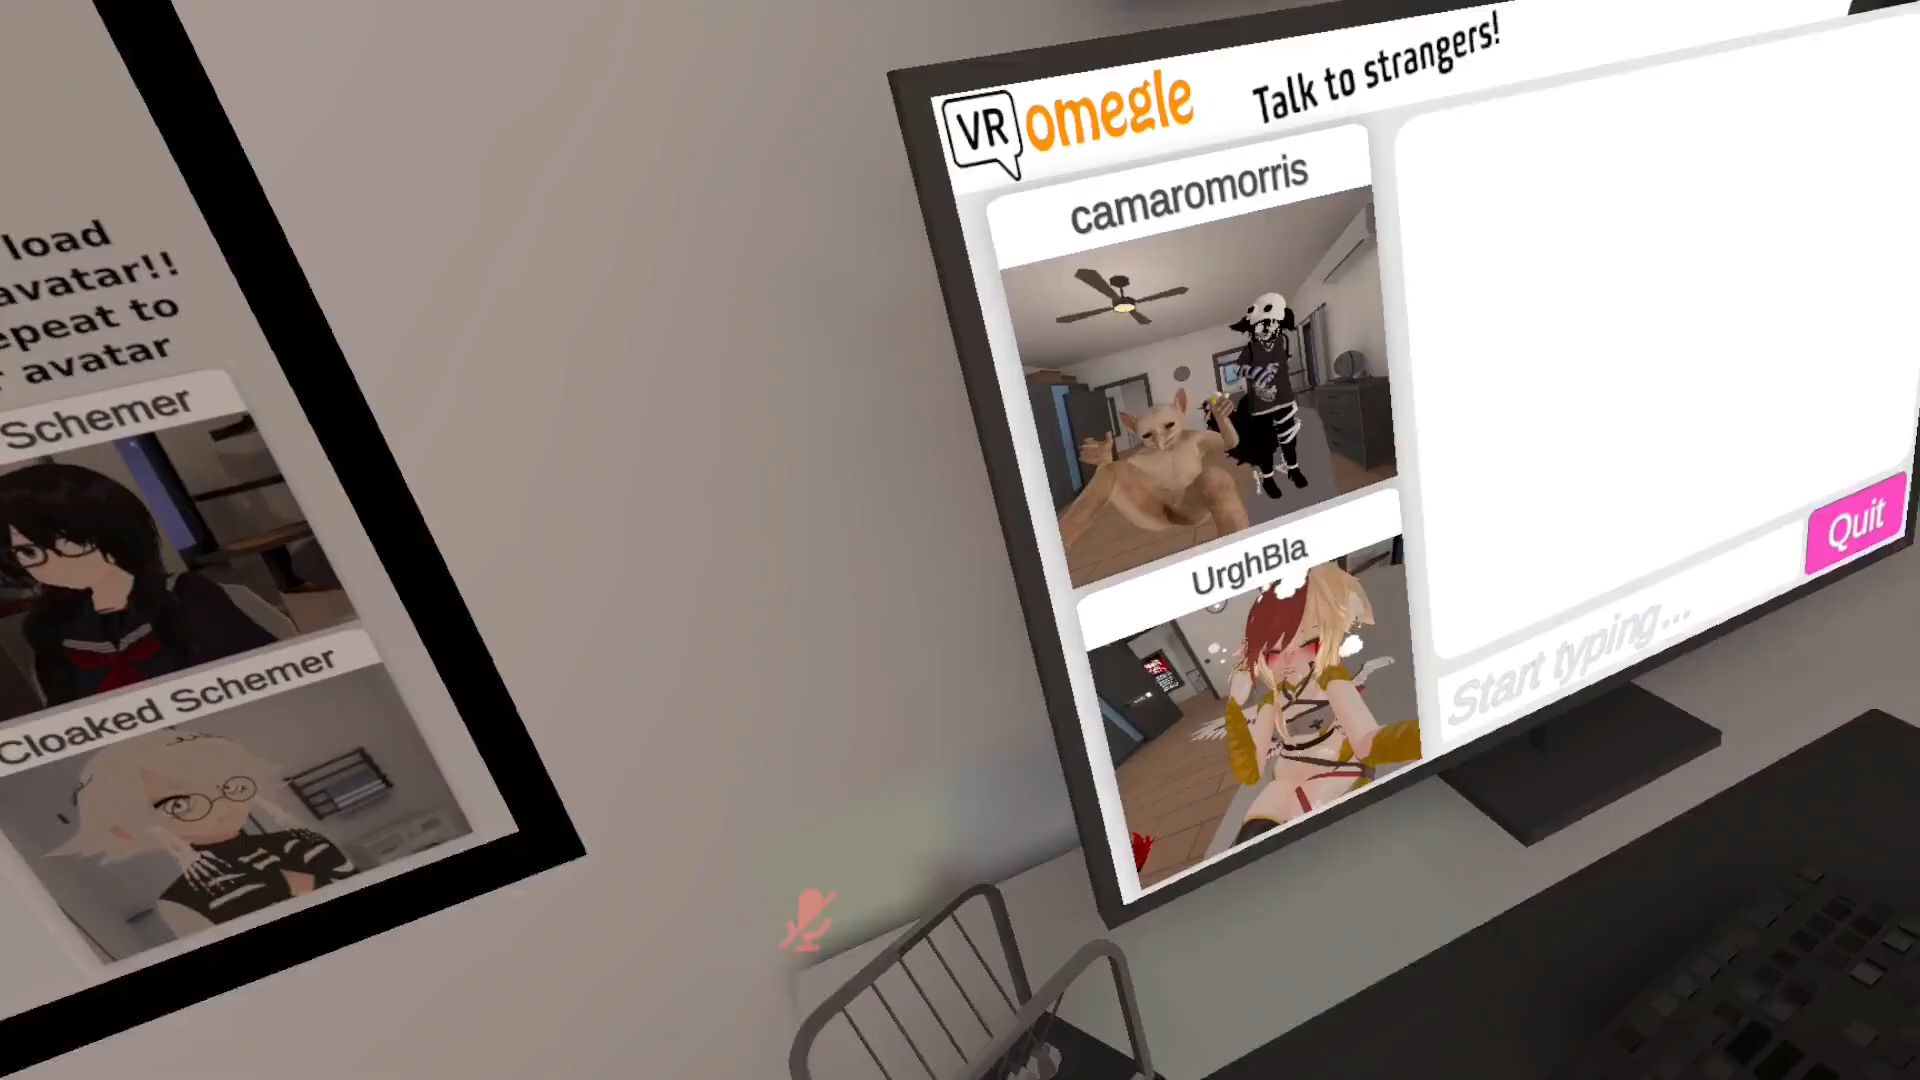 load
avatar!!
epeat to
r avatar
Schemer
Cloaked Schemer
VR omegle
Talk to strangers!
camaromorris
UrghBla
Quit
Start typing...